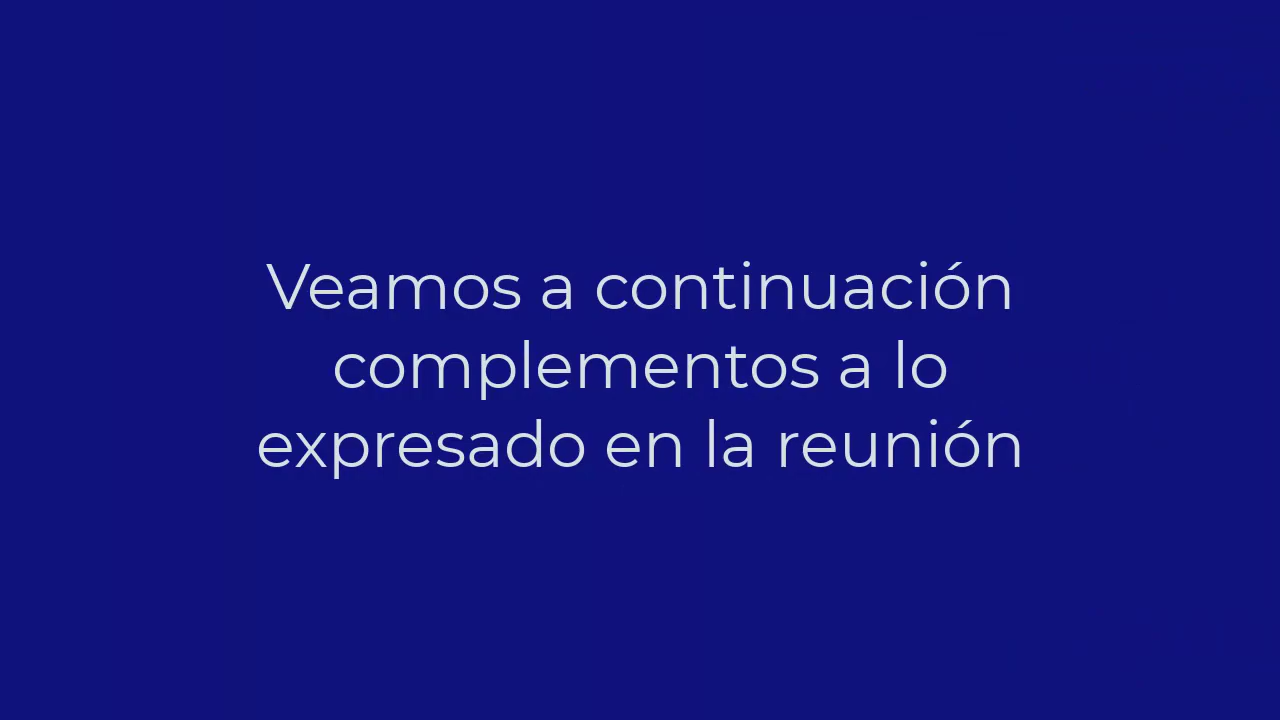 Veamos a continuación
complementos a lo
expresado en la reunión